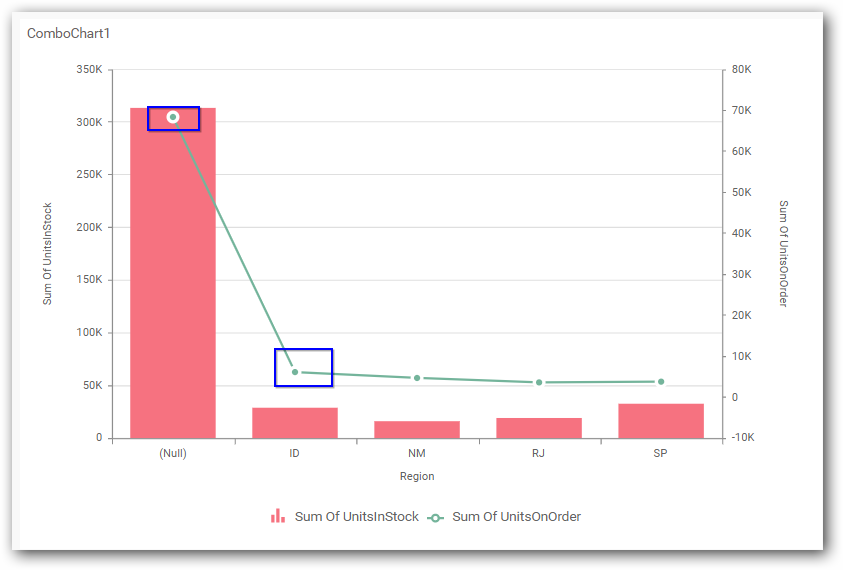 ComboChart1
350K
300K
250K
200K
150K
100K
50K
0
Sum Of UnitsInStock
80K
70K
60K
50K
40K
30K
20K
10K
0
-10K
Sum Of UnitsOnOrder
(Null) ID NM RJ SP
Region
Sum Of UnitsInStock Sum Of UnitsOnOrder